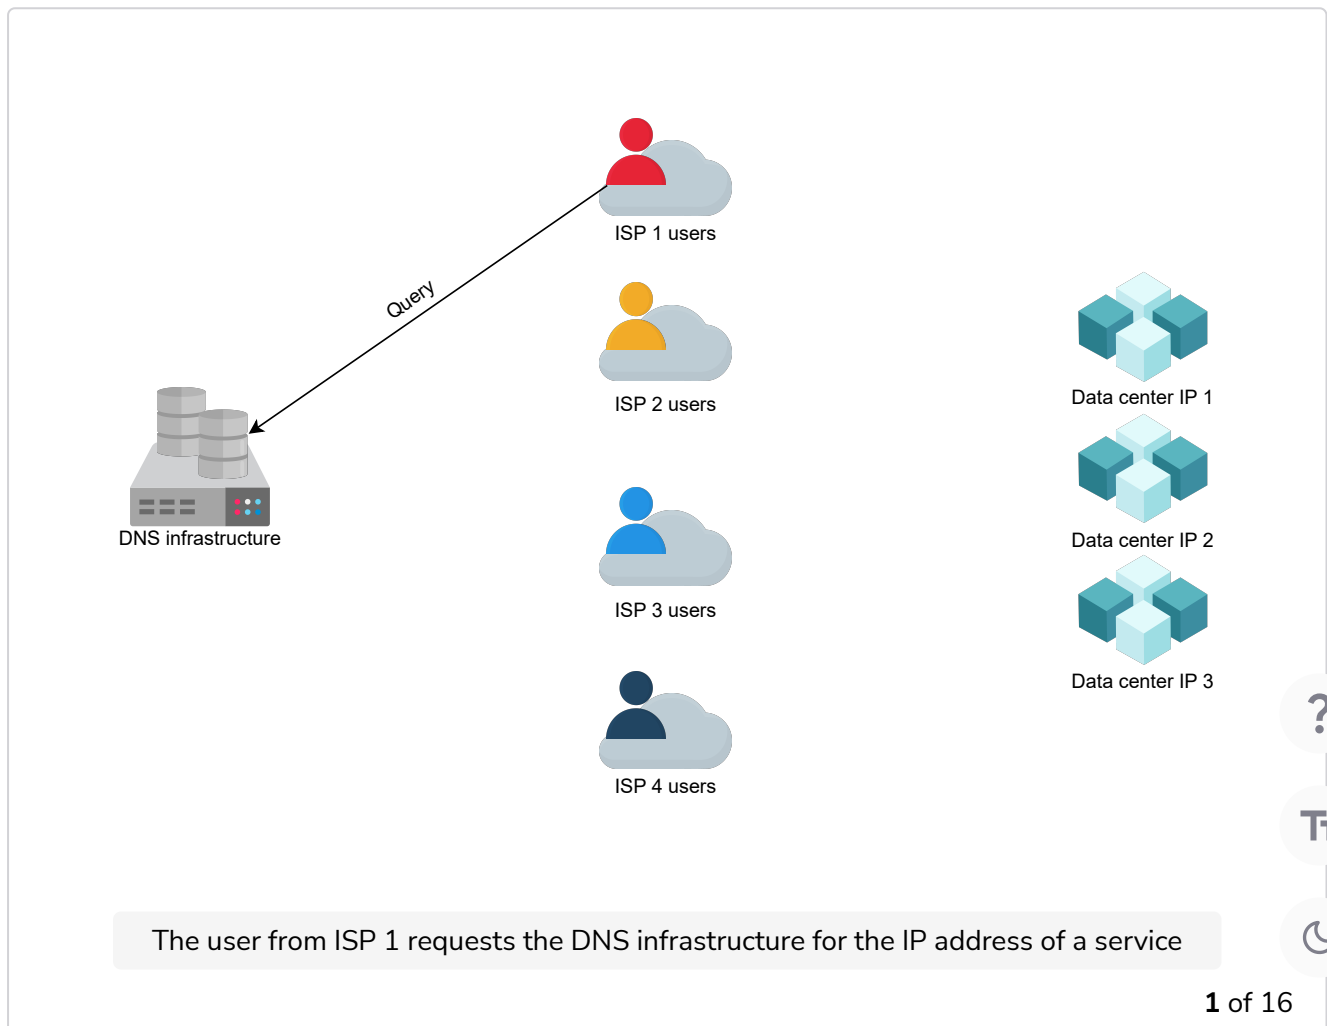 ISP 1 users
Query
ISP 2 users
Data center IP 1
DNS infrastructure
Data center IP 2
ISP 3 users
Data center IP 3
ISP 4 users
?
TT
The user from ISP 1 requests the DNS infrastructure for the IP address of a service
1 of 16